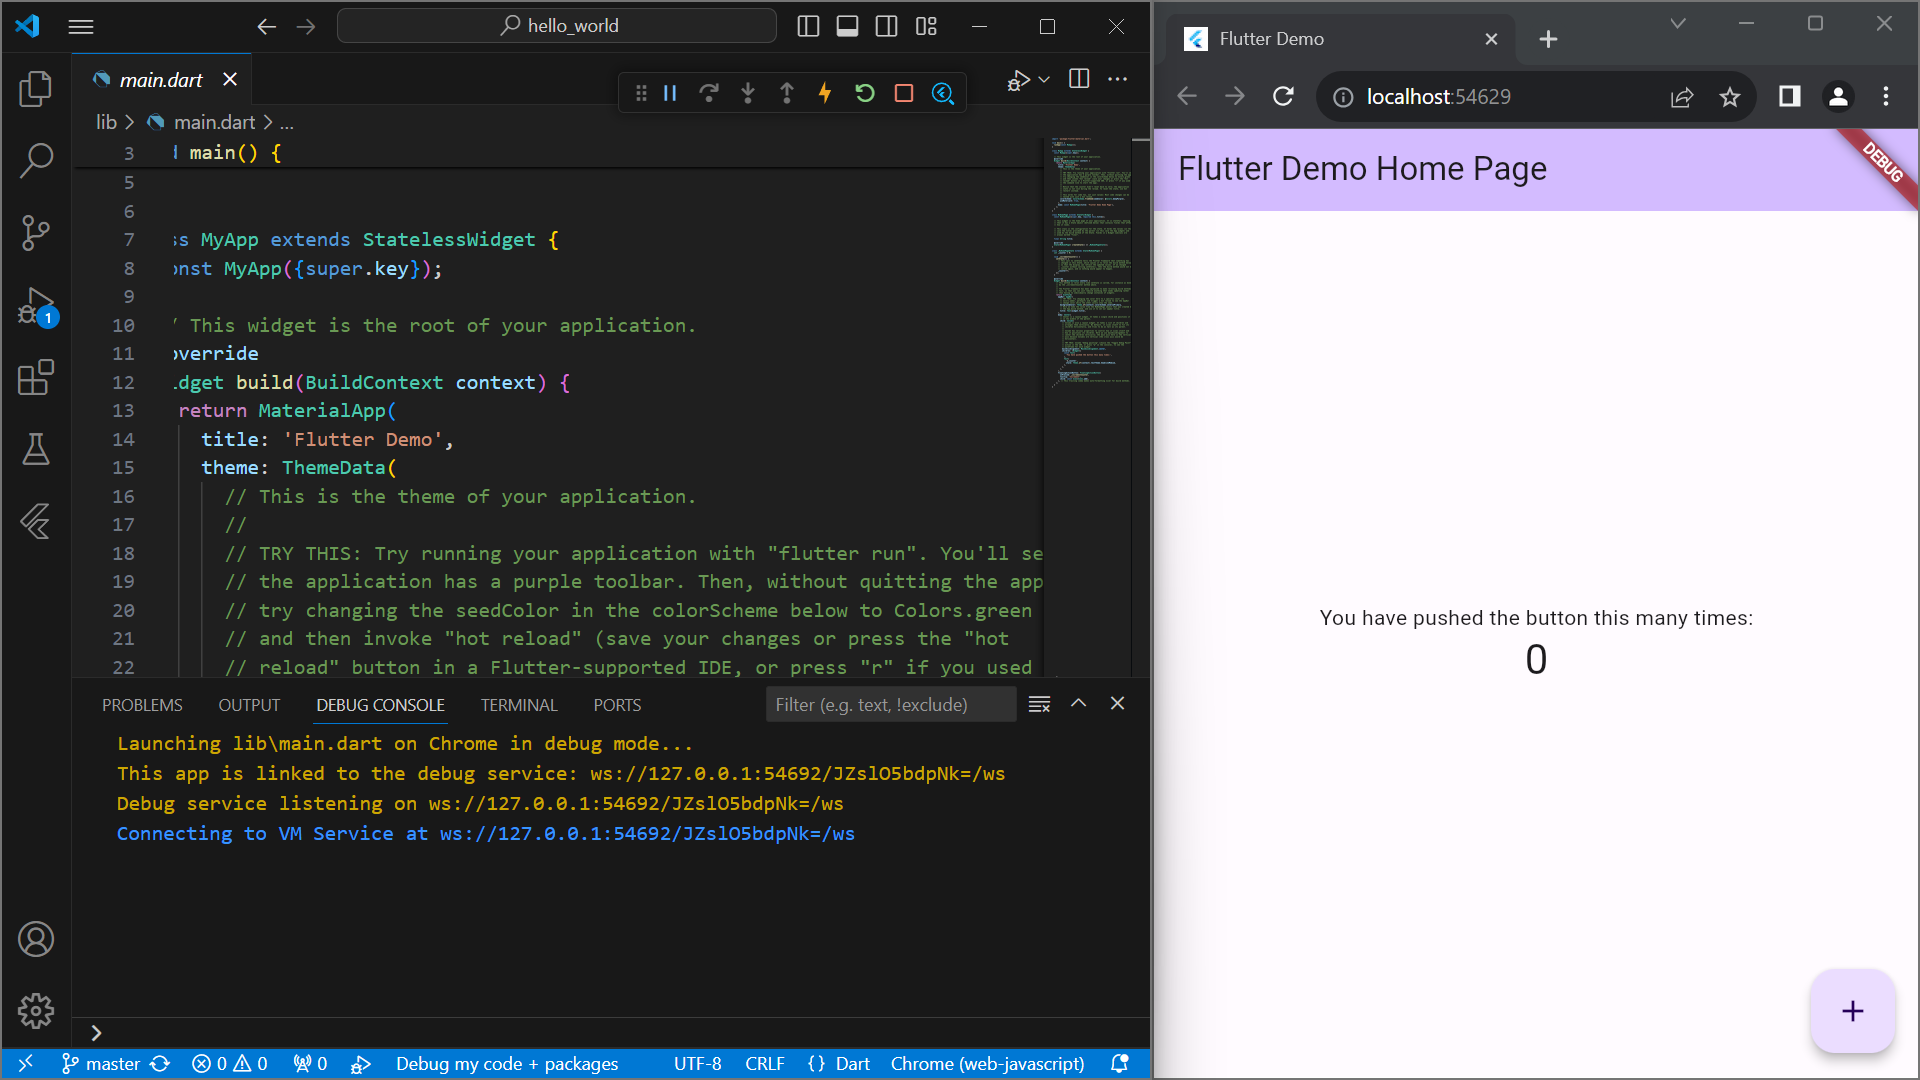 hello_world
main.dart
lib > main.dart > ...
3 main() {
5
6
7 ss MyApp extends StatelessWidget {
8 onst MyApp({super.key});
9
10 / This widget is the root of your application.
11 override
12 idget build(BuildContext context) {
13 return MaterialApp(
14 title: 'Flutter Demo',
15 theme: ThemeData(
16 // This is the theme of your application.
17 //
18 // TRY THIS: Try running your application with "flutter run". You'll se
19 // the application has a purple toolbar. Then, without quitting the app
20 // try changing the seedColor in the colorScheme below to Colors.green
21 // and then invoke "hot reload" (save your changes or press the "hot
22 // reload" button in a Flutter-supported IDE, or press "r" if you used
1
PROBLEMS OUTPUT DEBUG CONSOLE TERMINAL PORTS Filter (e.g. text, !exclude)
Launching lib\main.dart on Chrome in debug mode...
This app is linked to the debug service: ws://127.0.0.1:54692/JZslO5bdpNk=/ws
Debug service listening on ws://127.0.0.1:54692/JZslO5bdpNk=/ws
Connecting to VM Service at ws://127.0.0.1:54692/JZslO5bdpNk=/ws
>
master 0 0 0 Debug my code + packages UTF-8 CRLF {} Dart Chrome (web-javascript)
Flutter Demo
localhost:54629
Flutter Demo Home Page
DEBUG
You have pushed the button this many times:
0
+